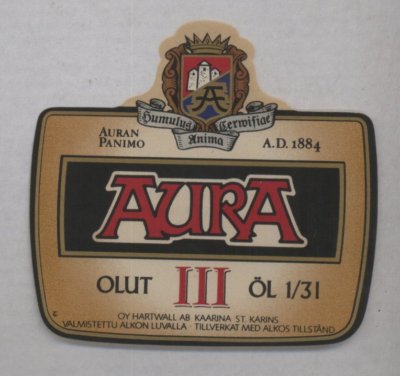 Humulus Anima Cerwifiae
AURAN
PANIMO
A.D. 1884
AURA
OLUT III ÖL 1/3 l
OY HARTWALL AB KAARINA ST. KARINS
VALMISTETTU ALKON LUVALLA · TILLVERKAT MED ALKOS TILLSTÅND